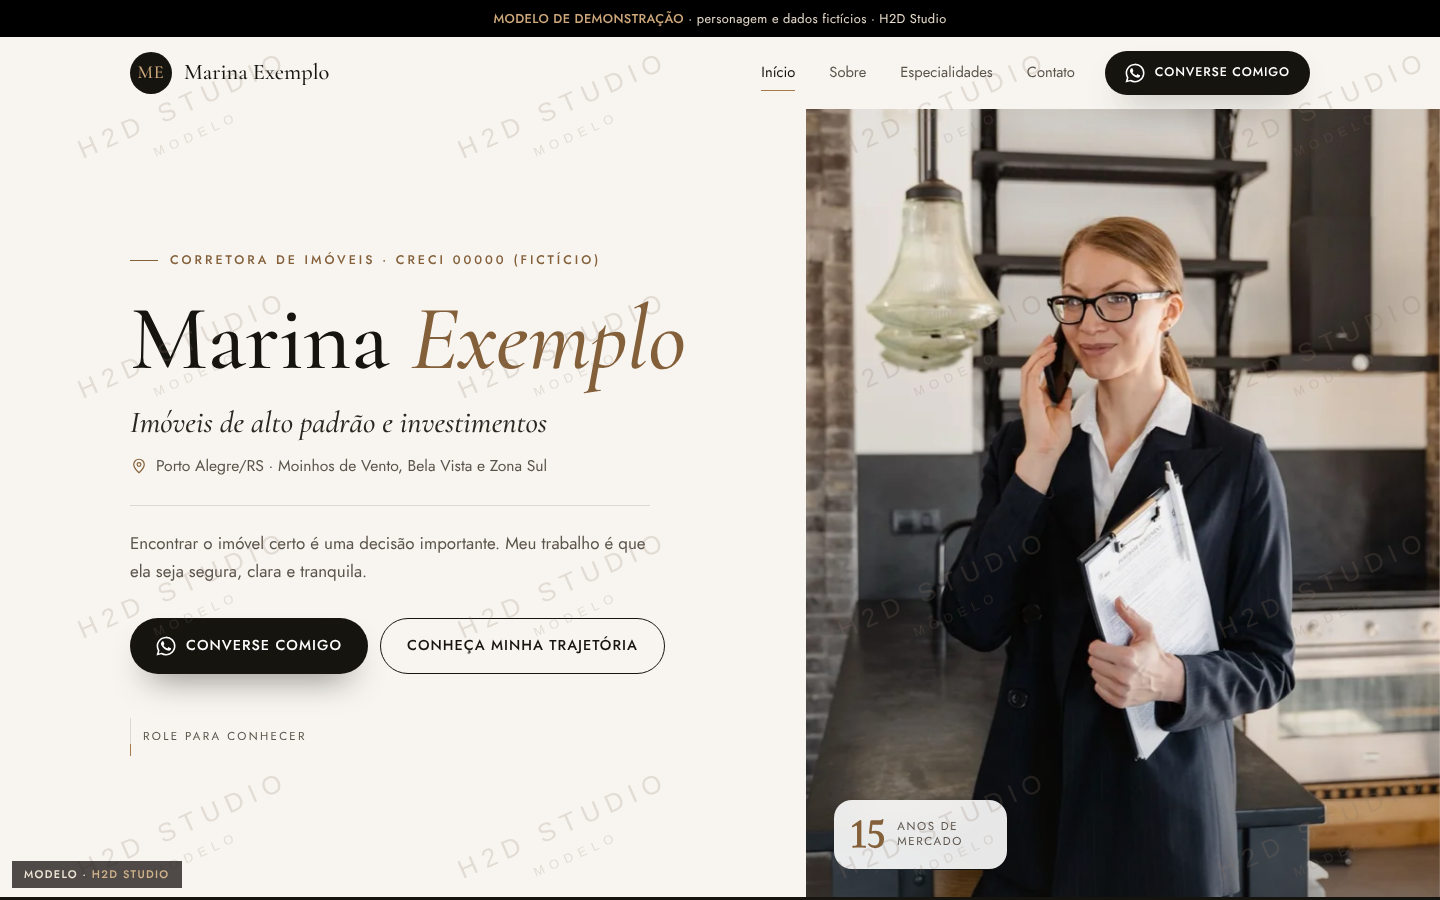 MODELO DE DEMONSTRAÇÃO · personagem e dados fictícios · H2D Studio
ME Marina Exemplo
Início Sobre Especialidades Contato CONVERSE COMIGO
CORRETORA DE IMÓVEIS · CRECI 00000 (FICTÍCIO)
Marina Exemplo
Imóveis de alto padrão e investimentos
Porto Alegre/RS · Moinhos de Vento, Bela Vista e Zona Sul
Encontrar o imóvel certo é uma decisão importante. Meu trabalho é que
ela seja segura, clara e tranquila.
CONVERSE COMIGO CONHEÇA MINHA TRAJETÓRIA
ROLE PARA CONHECER
15 ANOS DE
MERCADO
MODELO · H2D STUDIO
H2D STUDIO
MODELO